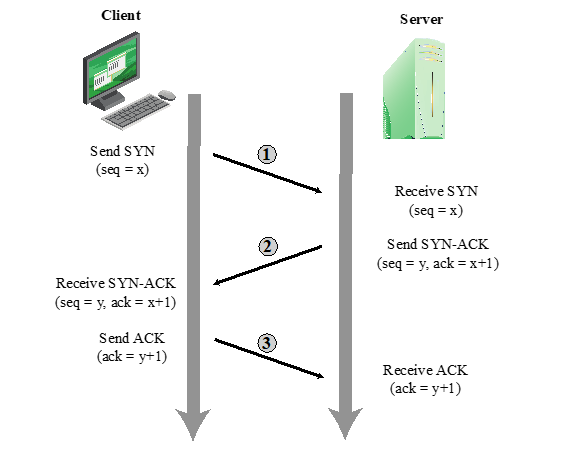 Client
Server
Send SYN
(seq = x)
1
Receive SYN
(seq = x)
2
Send SYN-ACK
(seq = y, ack = x+1)
Receive SYN-ACK
(seq = y, ack = x+1)
Send ACK
(ack = y+1)
3
Receive ACK
(ack = y+1)